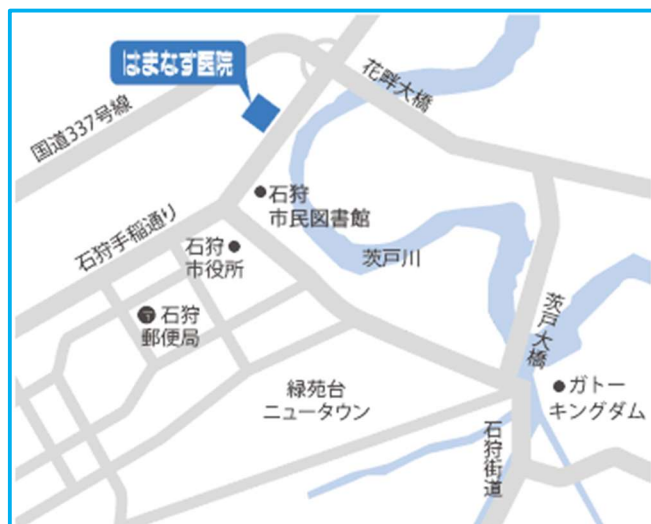 はまなす医院
花畔大橋
国道337号線
石狩
市民図書館
石狩手稲通り
石狩
市役所
茨戸川
石狩
郵便局
茨戸大橋
緑苑台
ニュータウン
ガトー
キングダム
石狩街道